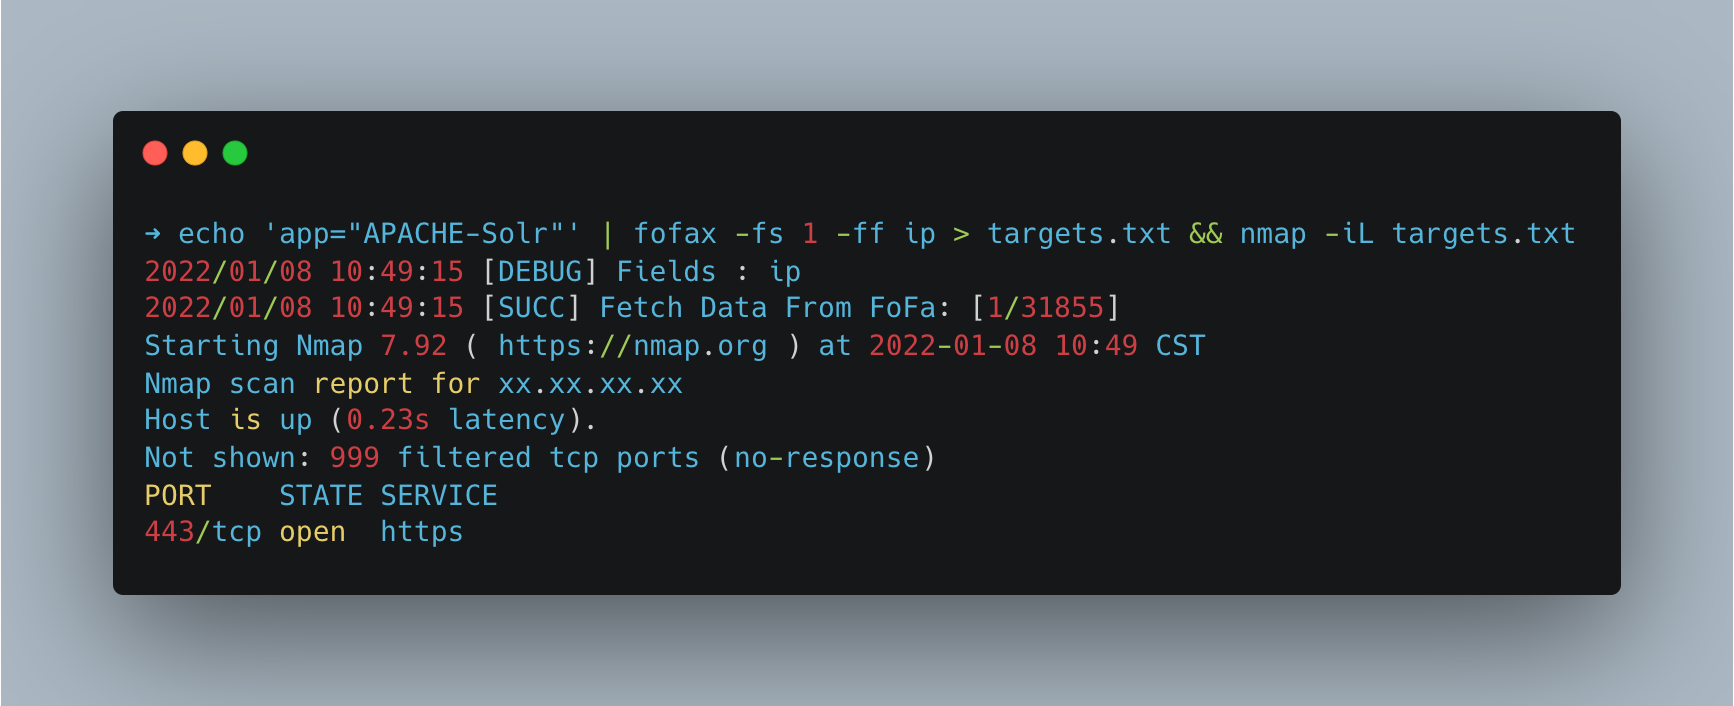 ➜ echo 'app="APACHE-Solr"' | fofax -fs 1 -ff ip > targets.txt && nmap -iL targets.txt
2022/01/08 10:49:15 [DEBUG] Fields : ip
2022/01/08 10:49:15 [SUCC] Fetch Data From FoFa: [1/31855]
Starting Nmap 7.92 ( https://nmap.org ) at 2022-01-08 10:49 CST
Nmap scan report for xx.xx.xx.xx
Host is up (0.23s latency).
Not shown: 999 filtered tcp ports (no-response)
PORT    STATE SERVICE
443/tcp open  https